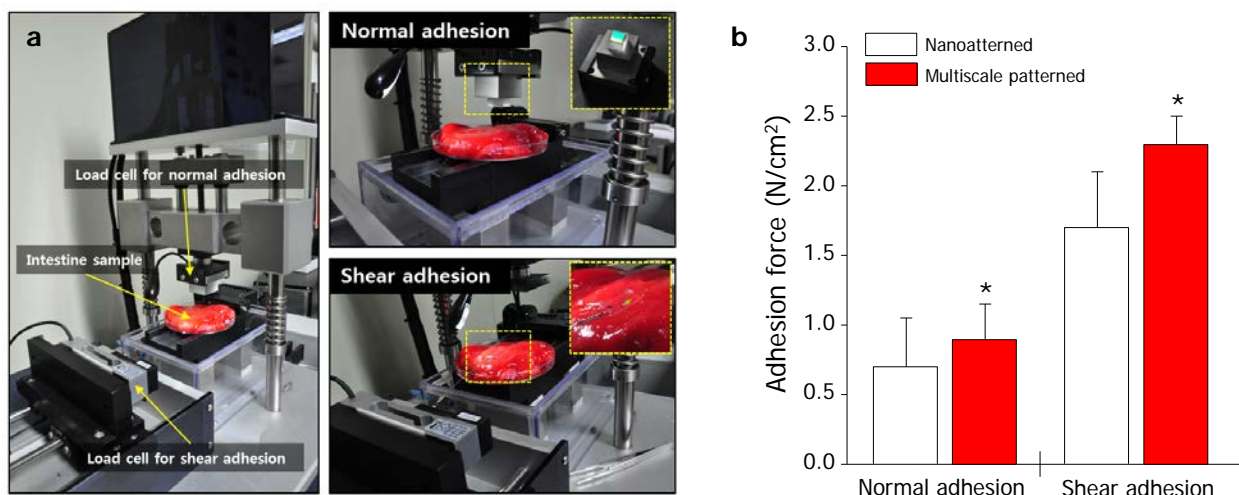 a
Load cell for normal adhesion
Intestine sample
Load cell for shear adhesion
Normal adhesion
Shear adhesion
b
Nanoatterned
Multiscale patterned
Adhesion force (N/cm²)
3.0
2.5
2.0
1.5
1.0
0.5
0.0
*
*
Normal adhesion
Shear adhesion